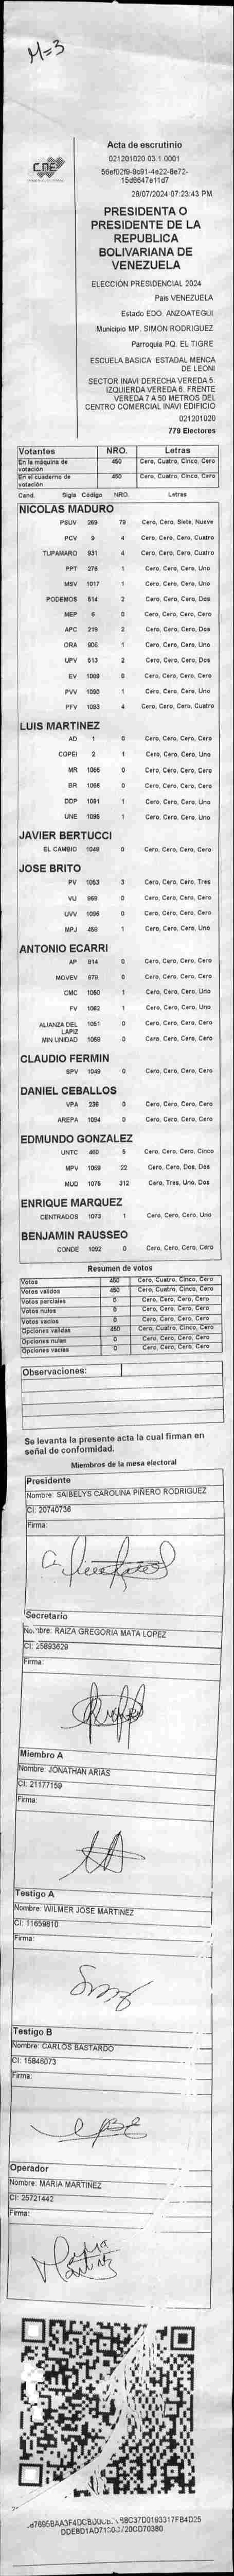 M=3
CNE
Acta de escrutinio
021201020.03.1.0001
28/07/2024 07:23:43 PM
PRESIDENTA O
PRESIDENTE DE LA
REPUBLICA
BOLIVARIANA DE
VENEZUELA
ELECCIÓN PRESIDENCIAL 2024
Pais VENEZUELA
Estado EDO. ANZOATEGUI
Municipio MP. SIMON RODRIGUEZ
Parroquia PQ. EL TIGRE
ESCUELA BASICA ESTADAL MENCA
DE LEONI
SECTOR INAVI DERECHA VEREDA 5.
IZQUIERDA VEREDA 6. FRENTE
VEREDA 7 A 50 METROS DEL
CENTRO COMERCIAL INAVI EDIFICIO
021201020
779 Electores
Votantes NRO. Letras
En la máquina de votación 450 Cero, Cuatro, Cinco, Cero
En el cuaderno de votación 450 Cero, Cuatro, Cinco, Cero
Cand. Sigla Código NRO. Letras
NICOLAS MADURO
PSUV 269 79 Cero, Cero, Siete, Nueve
PCV 9 4 Cero, Cero, Cero, Cuatro
TUPAMARO 931 4 Cero, Cero, Cero, Cuatro
PPT 276 1 Cero, Cero, Cero, Uno
MSV 1017 1 Cero, Cero, Cero, Uno
PODEMOS 514 2 Cero, Cero, Cero, Dos
MEP 6 0 Cero, Cero, Cero, Cero
APC 219 2 Cero, Cero, Cero, Dos
ORA 906 1 Cero, Cero, Cero, Uno
UPV 513 2 Cero, Cero, Cero, Dos
EV 1089 0 Cero, Cero, Cero, Cero
PVV 1090 1 Cero, Cero, Cero, Uno
PFV 1093 4 Cero, Cero, Cero, Cuatro
LUIS MARTINEZ
AD 1 0 Cero, Cero, Cero, Cero
COPEI 2 1 Cero, Cero, Cero, Uno
MR 1065 0 Cero, Cero, Cero, Cero
BR 1066 0 Cero, Cero, Cero, Cero
DDP 1091 1 Cero, Cero, Cero, Uno
UNE 1095 1 Cero, Cero, Cero, Uno
JAVIER BERTUCCI
EL CAMBIO 1048 0 Cero, Cero, Cero, Cero
JOSE BRITO
PV 1053 3 Cero, Cero, Cero, Tres
VU 968 0 Cero, Cero, Cero, Cero
UVV 1096 0 Cero, Cero, Cero, Cero
MPJ 458 1 Cero, Cero, Cero, Uno
ANTONIO ECARRI
AP 914 0 Cero, Cero, Cero, Cero
MOVEV 979 0 Cero, Cero, Cero, Cero
CMC 1050 1 Cero, Cero, Cero, Uno
FV 1062 1 Cero, Cero, Cero, Uno
ALIANZA DEL LAPIZ 1051 0 Cero, Cero, Cero, Cero
MIN UNIDAD 1088 0 Cero, Cero, Cero, Cero
CLAUDIO FERMIN
SPV 1049 0 Cero, Cero, Cero, Cero
DANIEL CEBALLOS
VPA 236 0 Cero, Cero, Cero, Cero
AREPA 1094 0 Cero, Cero, Cero, Cero
EDMUNDO GONZALEZ
UNTC 460 5 Cero, Cero, Cero, Cinco
MPV 1069 22 Cero, Cero, Dos, Dos
MUD 1075 312 Cero, Tres, Uno, Dos
ENRIQUE MARQUEZ
CENTRADOS 1073 1 Cero, Cero, Cero, Uno
BENJAMIN RAUSSEO
CONDE 1092 0 Cero, Cero, Cero, Cero
Resumen de votos
Votos 450 Cero, Cuatro, Cinco, Cero
Votos validos 450 Cero, Cuatro, Cinco, Cero
Votos parciales 0 Cero, Cero, Cero, Cero
Votos nulos 0 Cero, Cero, Cero, Cero
Votos vacios 0 Cero, Cero, Cero, Cero
Opciones validas 450 Cero, Cuatro, Cinco, Cero
Opciones nulas 0 Cero, Cero, Cero, Cero
Opciones vacias 0 Cero, Cero, Cero, Cero
Observaciones:
Se levanta la presente acta la cual firman en
señal de conformidad.
Miembros de la mesa electoral
Presidente
Nombre: SAIBELYS CAROLINA PIÑERO RODRIGUEZ
CI: 20740736
Firma:
Secretario
Nombre: RAIZA GREGORIA MATA LOPEZ
CI: 25893629
Firma:
Miembro A
Nombre: JONATHAN ARIAS
CI: 21177159
Firma:
Testigo A
Nombre: WILMER JOSE MARTINEZ
CI: 11659810
Firma:
Testigo B
Nombre: CARLOS BASTARDO
CI: 15846073
Firma:
Operador
Nombre: MARIA MARTINEZ
CI: 25721442
Firma: